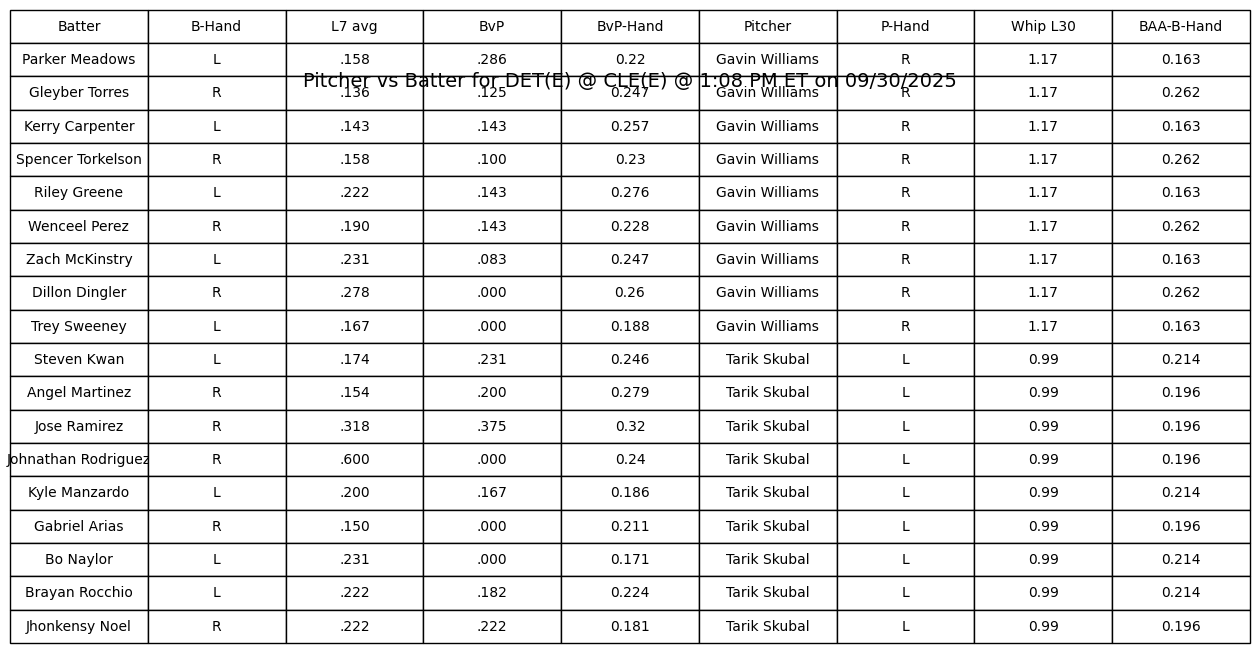 Batter B-Hand L7 avg BvP BvP-Hand Pitcher P-Hand Whip L30 BAA-B-Hand
Parker Meadows L .158 .286 0.22 Gavin Williams R 1.17 0.163
Pitcher vs Batter for DET(E) @ CLE(E) @ 1:08 PM ET on 09/30/2025
Gleyber Torres R .136 .125 0.247 Gavin Williams R 1.17 0.262
Kerry Carpenter L .143 .143 0.257 Gavin Williams R 1.17 0.163
Spencer Torkelson R .158 .100 0.23 Gavin Williams R 1.17 0.262
Riley Greene L .222 .143 0.276 Gavin Williams R 1.17 0.163
Wenceel Perez R .190 .143 0.228 Gavin Williams R 1.17 0.262
Zach McKinstry L .231 .083 0.247 Gavin Williams R 1.17 0.163
Dillon Dingler R .278 .000 0.26 Gavin Williams R 1.17 0.262
Trey Sweeney L .167 .000 0.188 Gavin Williams R 1.17 0.163
Steven Kwan L .174 .231 0.246 Tarik Skubal L 0.99 0.214
Angel Martinez R .154 .200 0.279 Tarik Skubal L 0.99 0.196
Jose Ramirez R .318 .375 0.32 Tarik Skubal L 0.99 0.196
Johnathan Rodriguez R .600 .000 0.24 Tarik Skubal L 0.99 0.196
Kyle Manzardo L .200 .167 0.186 Tarik Skubal L 0.99 0.214
Gabriel Arias R .150 .000 0.211 Tarik Skubal L 0.99 0.196
Bo Naylor L .231 .000 0.171 Tarik Skubal L 0.99 0.214
Brayan Rocchio L .222 .182 0.224 Tarik Skubal L 0.99 0.214
Jhonkensy Noel R .222 .222 0.181 Tarik Skubal L 0.99 0.196